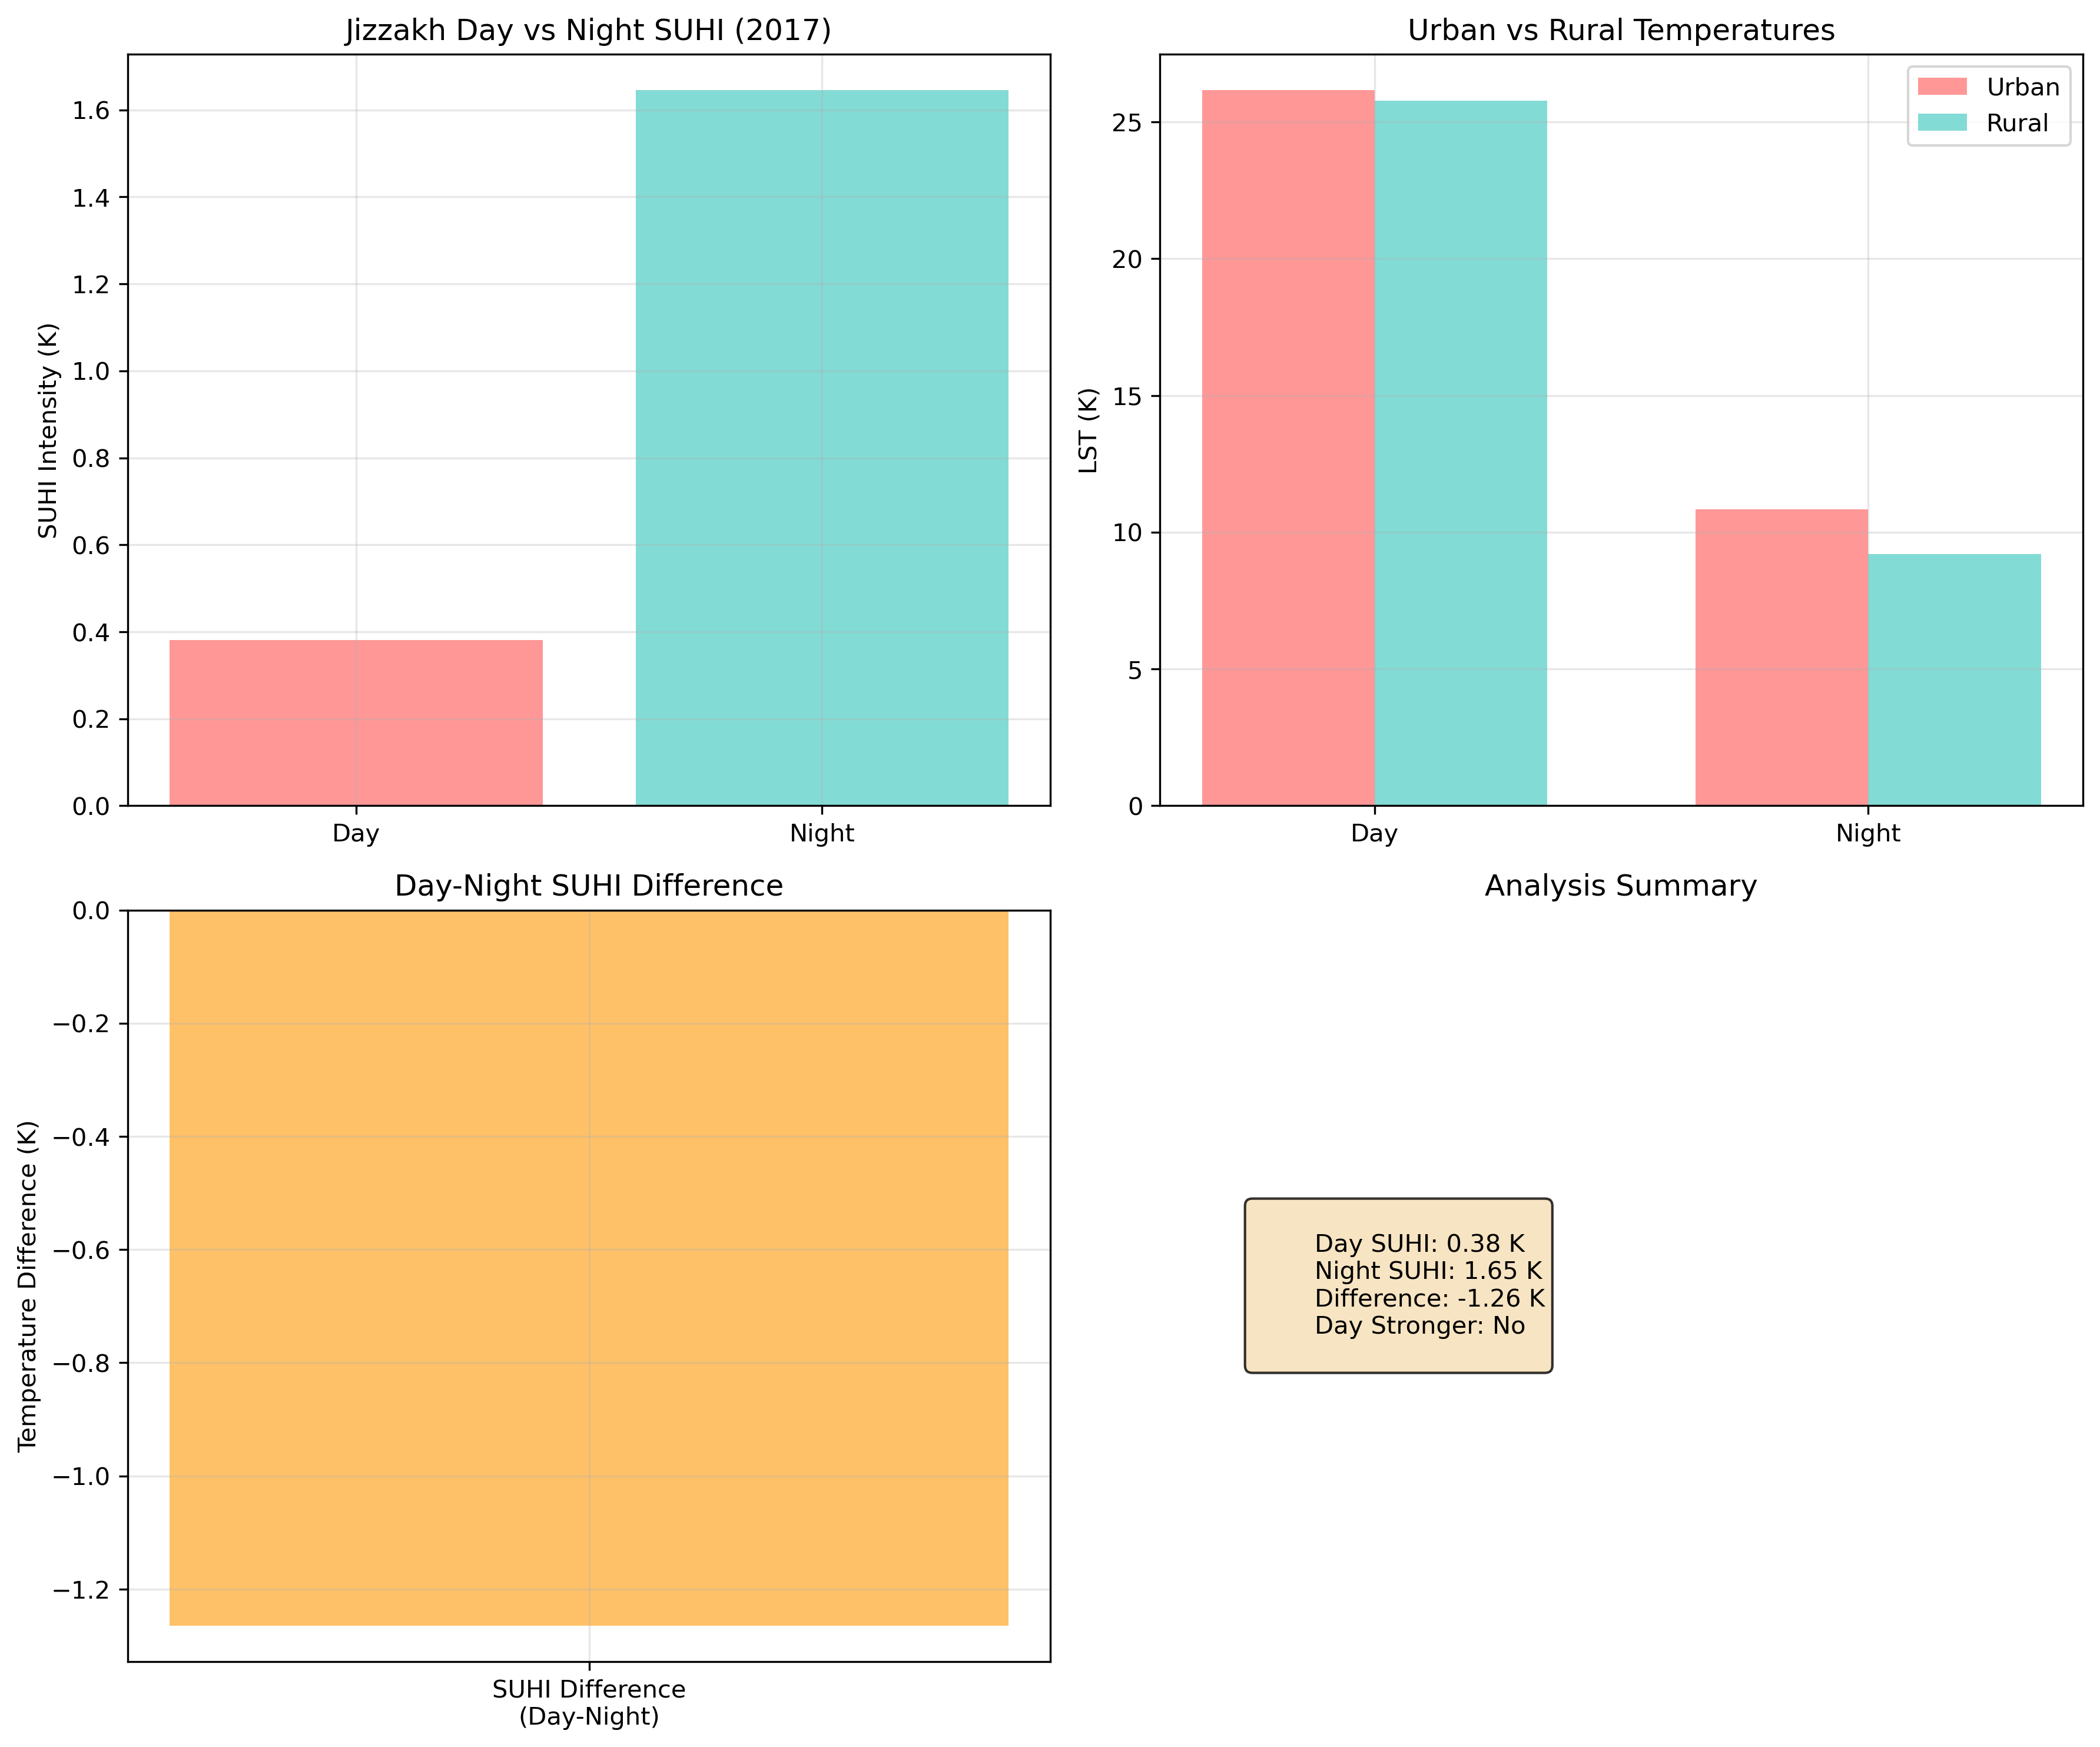 Jizzakh Day vs Night SUHI (2017)
SUHI Intensity (K)
1.6
1.4
1.2
1.0
0.8
0.6
0.4
0.2
0.0
Day
Night
Urban vs Rural Temperatures
Urban
Rural
LST (K)
25
20
15
10
5
0
Day
Night
Day-Night SUHI Difference
Temperature Difference (K)
0.0
−0.2
−0.4
−0.6
−0.8
−1.0
−1.2
SUHI Difference
(Day-Night)
Analysis Summary
Day SUHI: 0.38 K
Night SUHI: 1.65 K
Difference: -1.26 K
Day Stronger: No